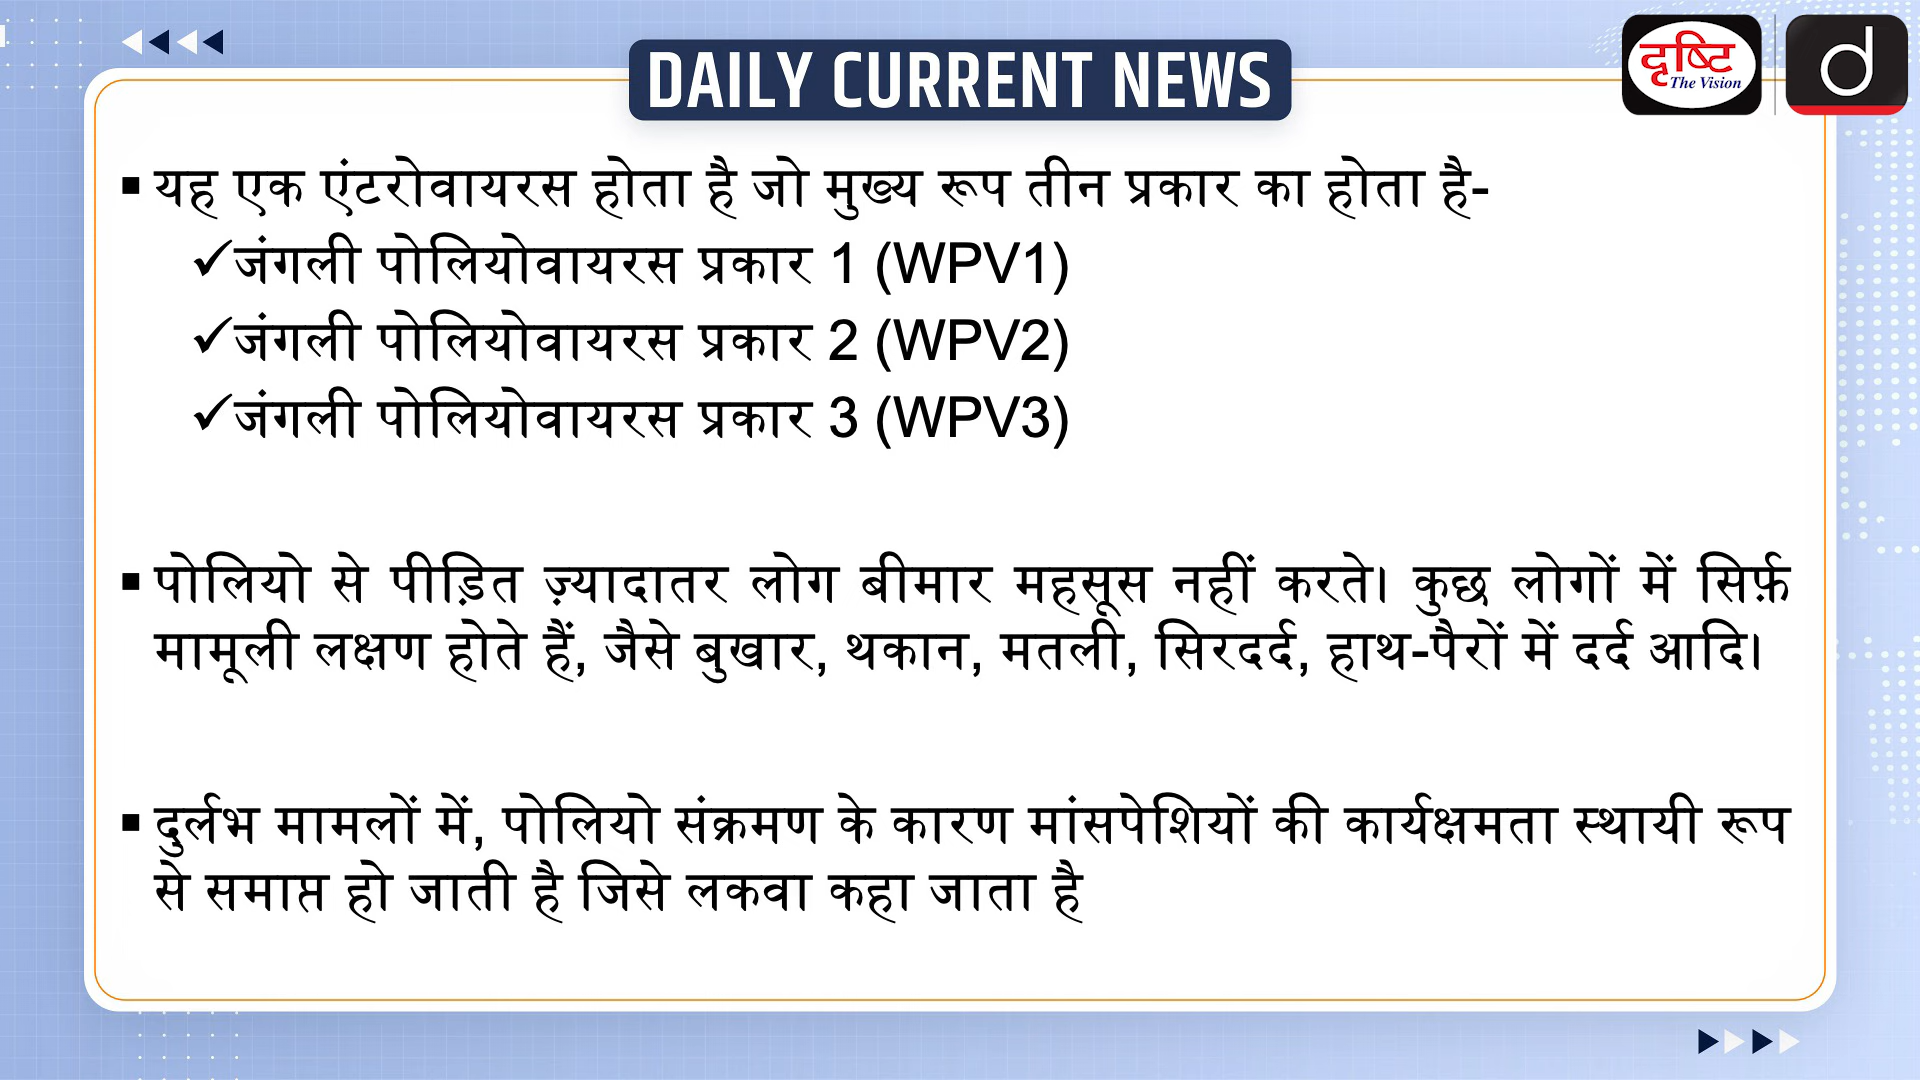 DAILY CURRENT NEWS
दृष्टि
The Vision
d
▪ यह एक एंटरोवायरस होता है जो मुख्य रूप तीन प्रकार का होता है-
✓जंगली पोलियोवायरस प्रकार 1 (WPV1)
✓जंगली पोलियोवायरस प्रकार 2 (WPV2)
✓जंगली पोलियोवायरस प्रकार 3 (WPV3)
▪ पोलियो से पीड़ित ज़्यादातर लोग बीमार महसूस नहीं करते। कुछ लोगों में सिर्फ़
मामूली लक्षण होते हैं, जैसे बुखार, थकान, मतली, सिरदर्द, हाथ-पैरों में दर्द आदि।
▪ दुर्लभ मामलों में, पोलियो संक्रमण के कारण मांसपेशियों की कार्यक्षमता स्थायी रूप
से समाप्त हो जाती है जिसे लकवा कहा जाता है